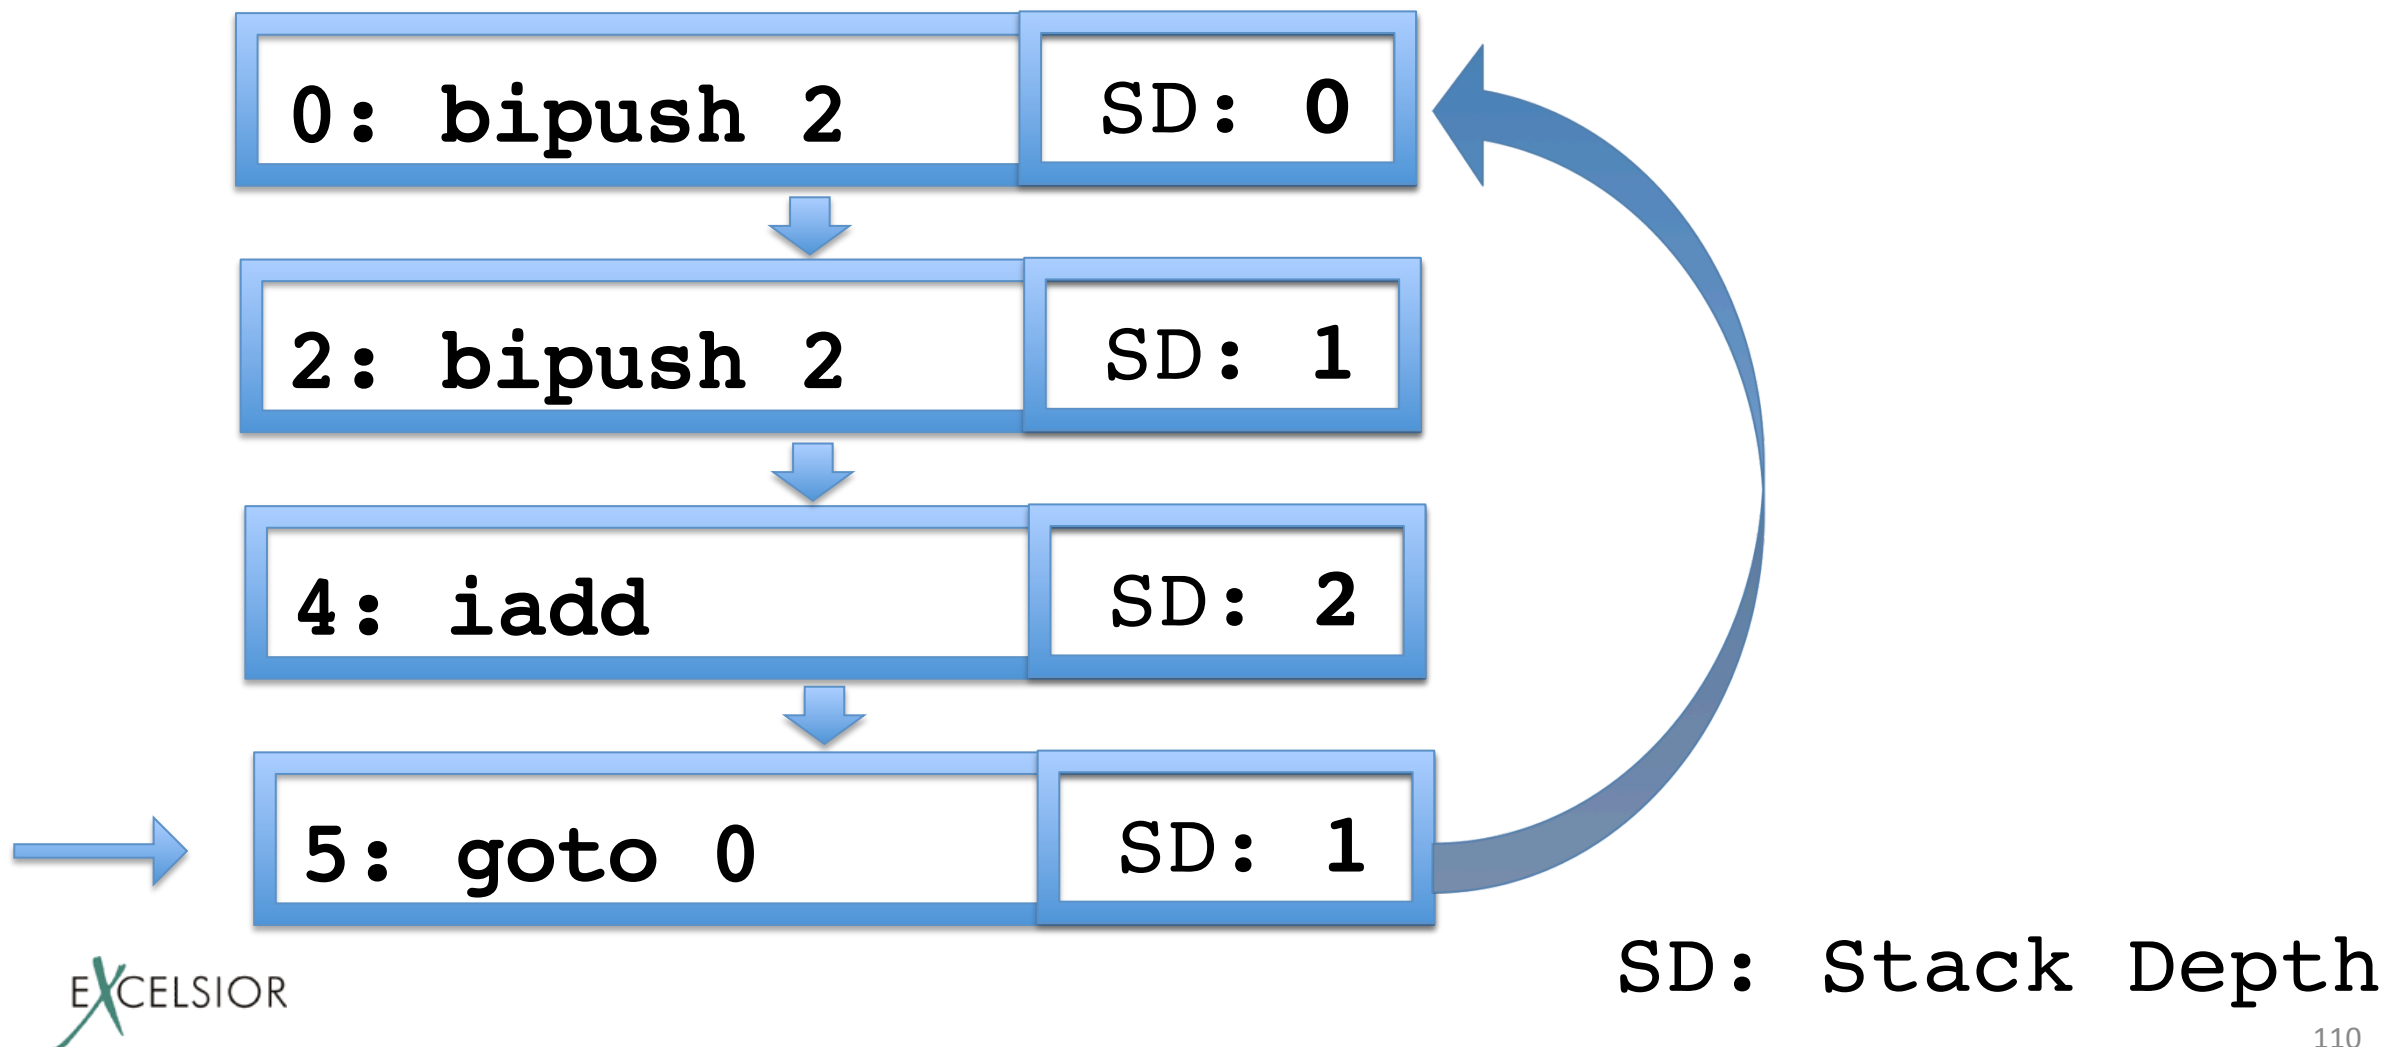 0: bipush 2 SD: 0
2: bipush 2 SD: 1
4: iadd SD: 2
5: goto 0 SD: 1
SD: Stack Depth
EXCELSIOR
110